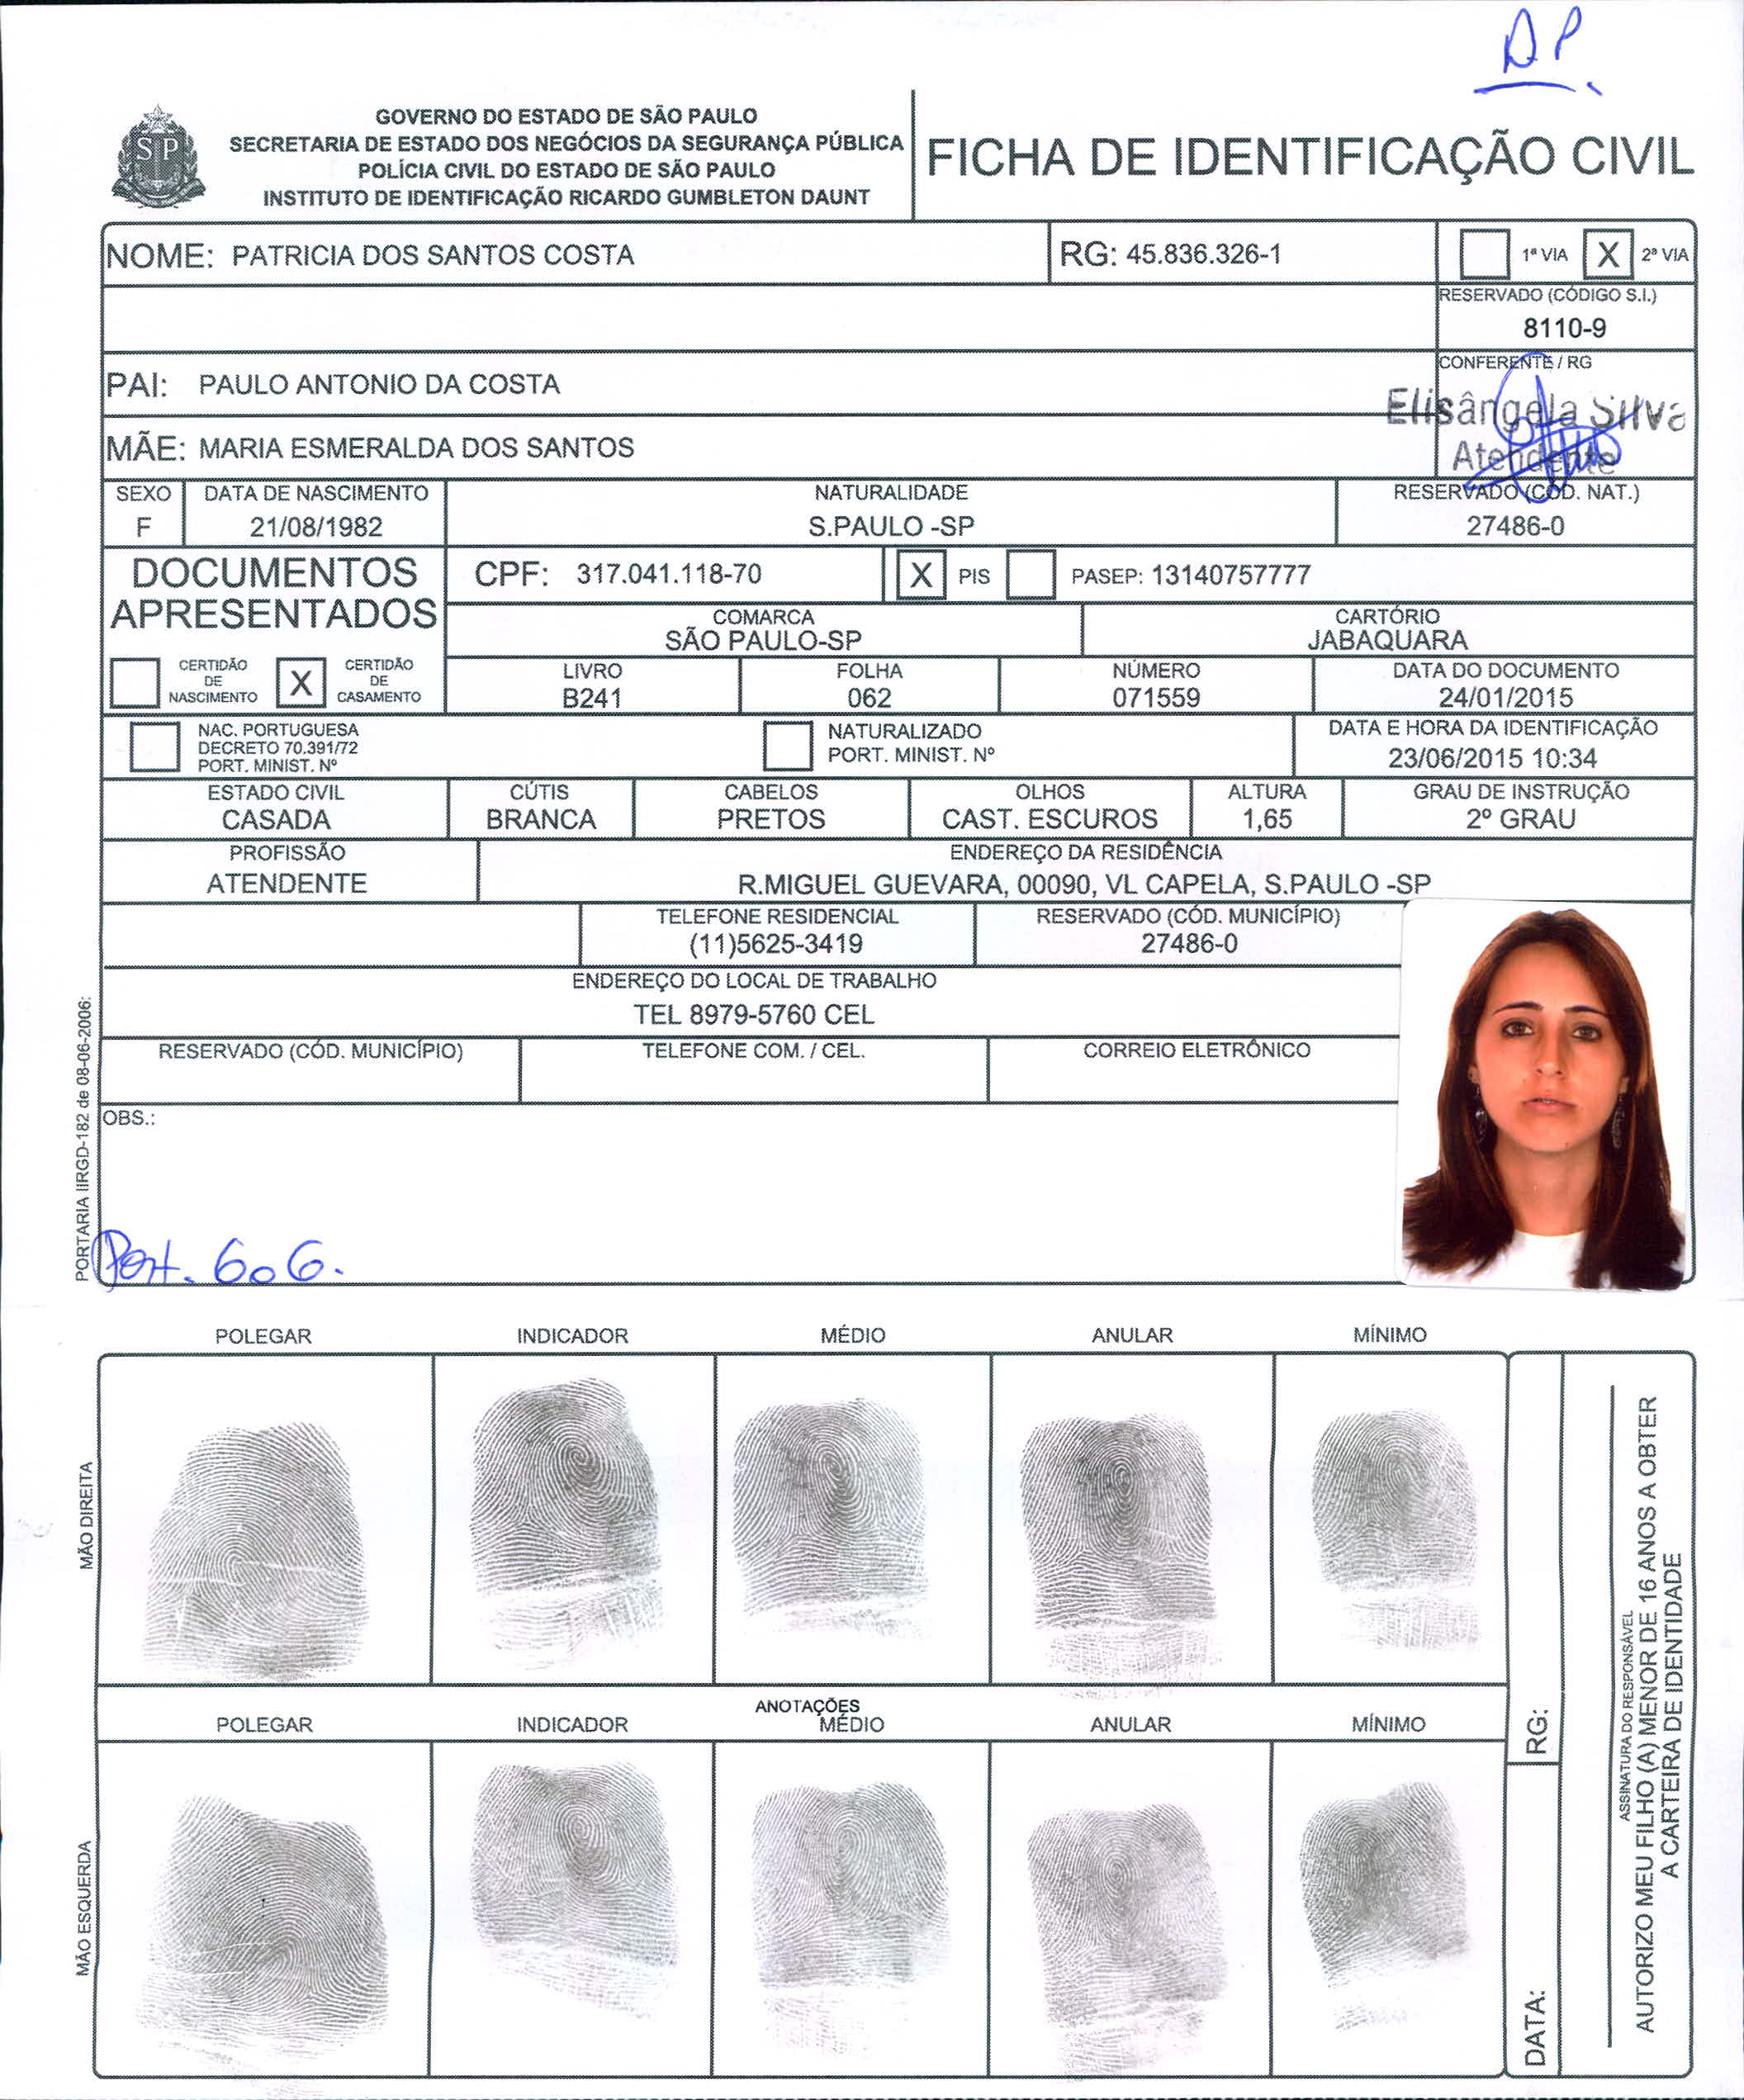 AP.
GOVERNO DO ESTADO DE SÃO PAULO
SECRETARIA DE ESTADO DOS NEGÓCIOS DA SEGURANÇA PÚBLICA
POLÍCIA CIVIL DO ESTADO DE SÃO PAULO
INSTITUTO DE IDENTIFICAÇÃO RICARDO GUMBLETON DAUNT
SP
FICHA DE IDENTIFICAÇÃO CIVIL
NOME: PATRICIA DOS SANTOS COSTA RG: 45.836.326-1 1ª VIA X 2ª VIA
RESERVADO (CÓDIGO S.I.)
8110-9
PAI: PAULO ANTONIO DA COSTA
CONFERENTE / RG
Elisângela Silva
Atendente
MÃE: MARIA ESMERALDA DOS SANTOS
SEXO DATA DE NASCIMENTO NATURALIDADE RESERVADO (CÓD. NAT.)
F 21/08/1982 S.PAULO -SP 27486-0
DOCUMENTOS
APRESENTADOS
CPF: 317.041.118-70 X PIS PASEP: 13140757777
COMARCA CARTÓRIO
SÃO PAULO-SP JABAQUARA
CERTIDÃO
DE
NASCIMENTO
X CERTIDÃO
DE
CASAMENTO
LIVRO FOLHA NÚMERO DATA DO DOCUMENTO
B241 062 071559 24/01/2015
NAC. PORTUGUESA
DECRETO 70.391/72
PORT. MINIST. Nº
NATURALIZADO
PORT. MINIST. Nº
DATA E HORA DA IDENTIFICAÇÃO
23/06/2015 10:34
ESTADO CIVIL CÚTIS CABELOS OLHOS ALTURA GRAU DE INSTRUÇÃO
CASADA BRANCA PRETOS CAST. ESCUROS 1,65 2º GRAU
PROFISSÃO ENDEREÇO DA RESIDÊNCIA
ATENDENTE R.MIGUEL GUEVARA, 00090, VL CAPELA, S.PAULO -SP
TELEFONE RESIDENCIAL RESERVADO (CÓD. MUNICÍPIO)
(11)5625-3419 27486-0
ENDEREÇO DO LOCAL DE TRABALHO
TEL 8979-5760 CEL
RESERVADO (CÓD. MUNICÍPIO) TELEFONE COM. / CEL. CORREIO ELETRÔNICO
OBS.:
Port. 606.
PORTARIA IIRGD-182 de 08-06-2006:
POLEGAR INDICADOR MÉDIO ANULAR MÍNIMO
MÃO DIREITA
ANOTAÇÕES
POLEGAR INDICADOR MÉDIO ANULAR MÍNIMO
MÃO ESQUERDA
RG:
DATA:
ASSINATURA DO RESPONSÁVEL
AUTORIZO MEU FILHO (A) MENOR DE 16 ANOS A OBTER
A CARTEIRA DE IDENTIDADE